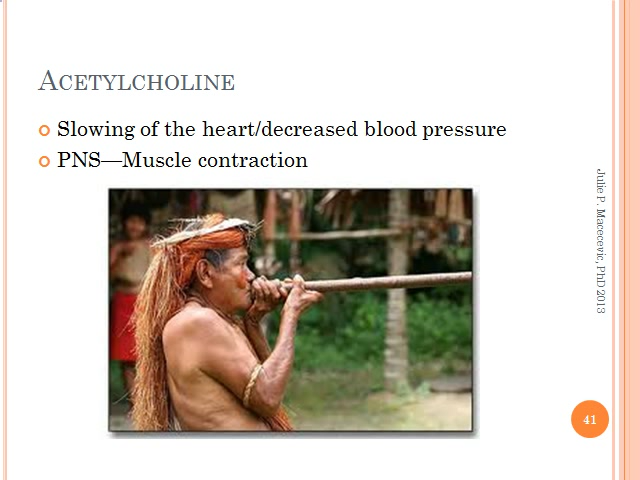 Acetylcholine
Slowing of the heart/decreased blood pressure
PNS—Muscle contraction
Julie P. Macecevic, PhD 2013
41